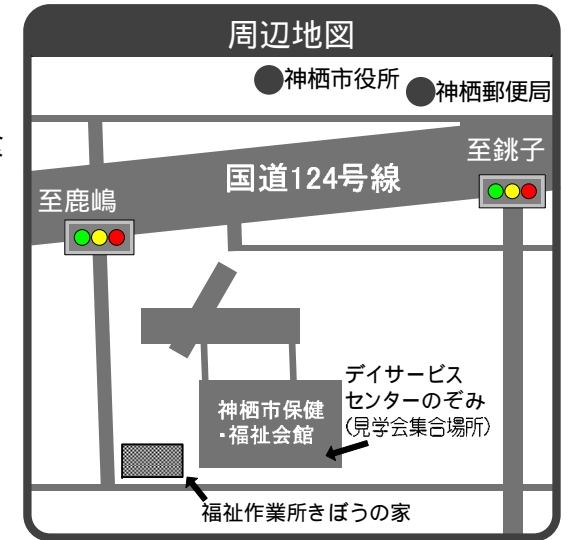 周辺地図
神栖市役所
神栖郵便局
至銚子
国道124号線
至鹿嶋
デイサービス
センターのぞみ
(見学会集合場所)
神栖市保健
・福祉会館
福祉作業所きぼうの家